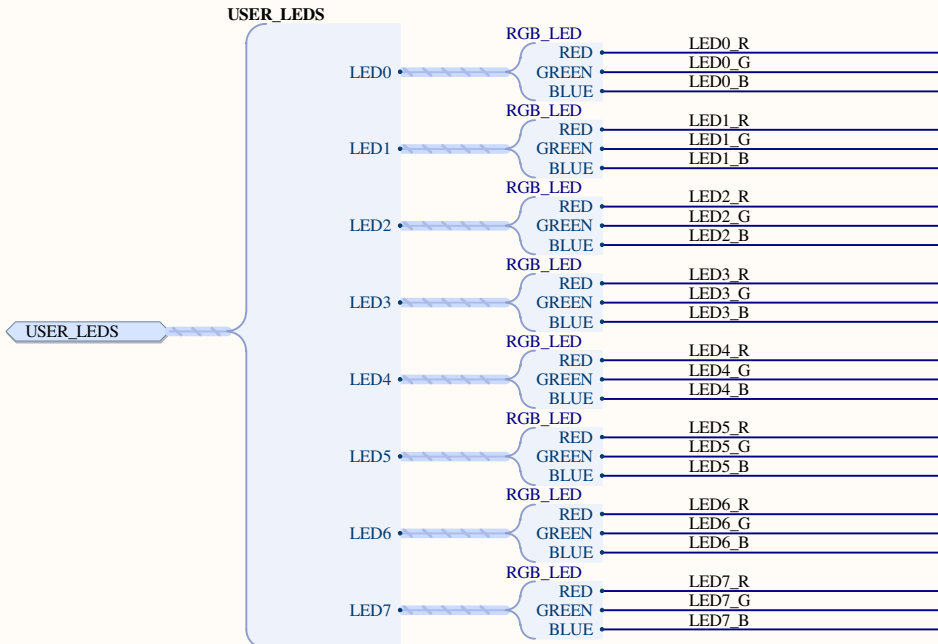 USER_LEDS
RGB_LED
RED LED0_R
LED0 GREEN LED0_G
BLUE LED0_B
RGB_LED
RED LED1_R
LED1 GREEN LED1_G
BLUE LED1_B
RGB_LED
RED LED2_R
LED2 GREEN LED2_G
BLUE LED2_B
RGB_LED
RED LED3_R
LED3 GREEN LED3_G
BLUE LED3_B
USER_LEDS
RGB_LED
RED LED4_R
LED4 GREEN LED4_G
BLUE LED4_B
RGB_LED
RED LED5_R
LED5 GREEN LED5_G
BLUE LED5_B
RGB_LED
RED LED6_R
LED6 GREEN LED6_G
BLUE LED6_B
RGB_LED
RED LED7_R
LED7 GREEN LED7_G
BLUE LED7_B